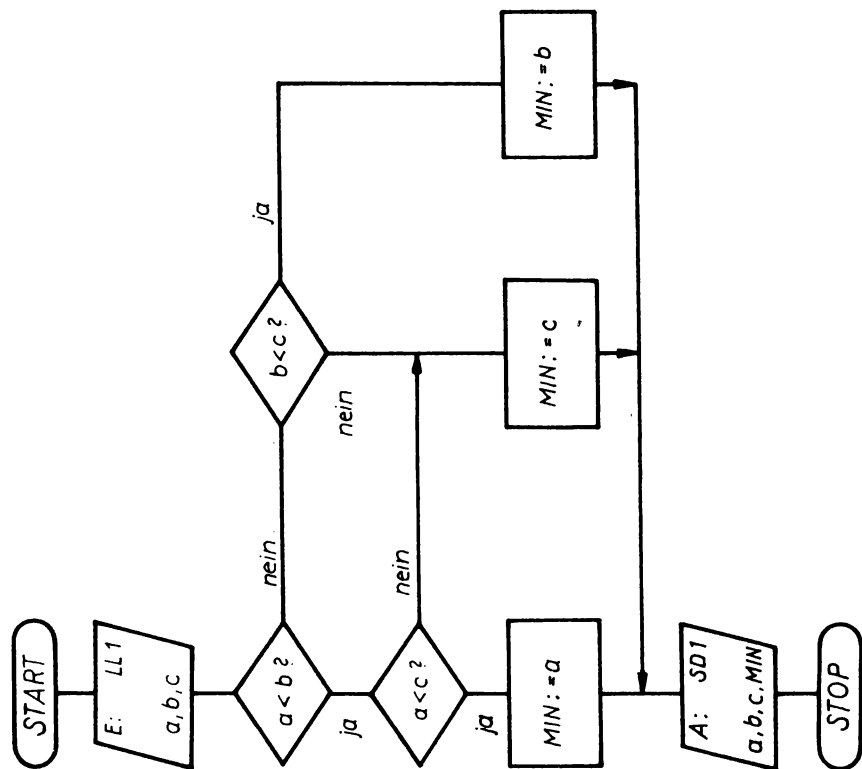 START
E: LL1
a,b,c
a<b?
nein
b<c?
ja
ja
nein
a<c?
nein
ja
MIN:=a
MIN:=c
MIN:=b
A: SD1
a,b,c,MIN
STOP